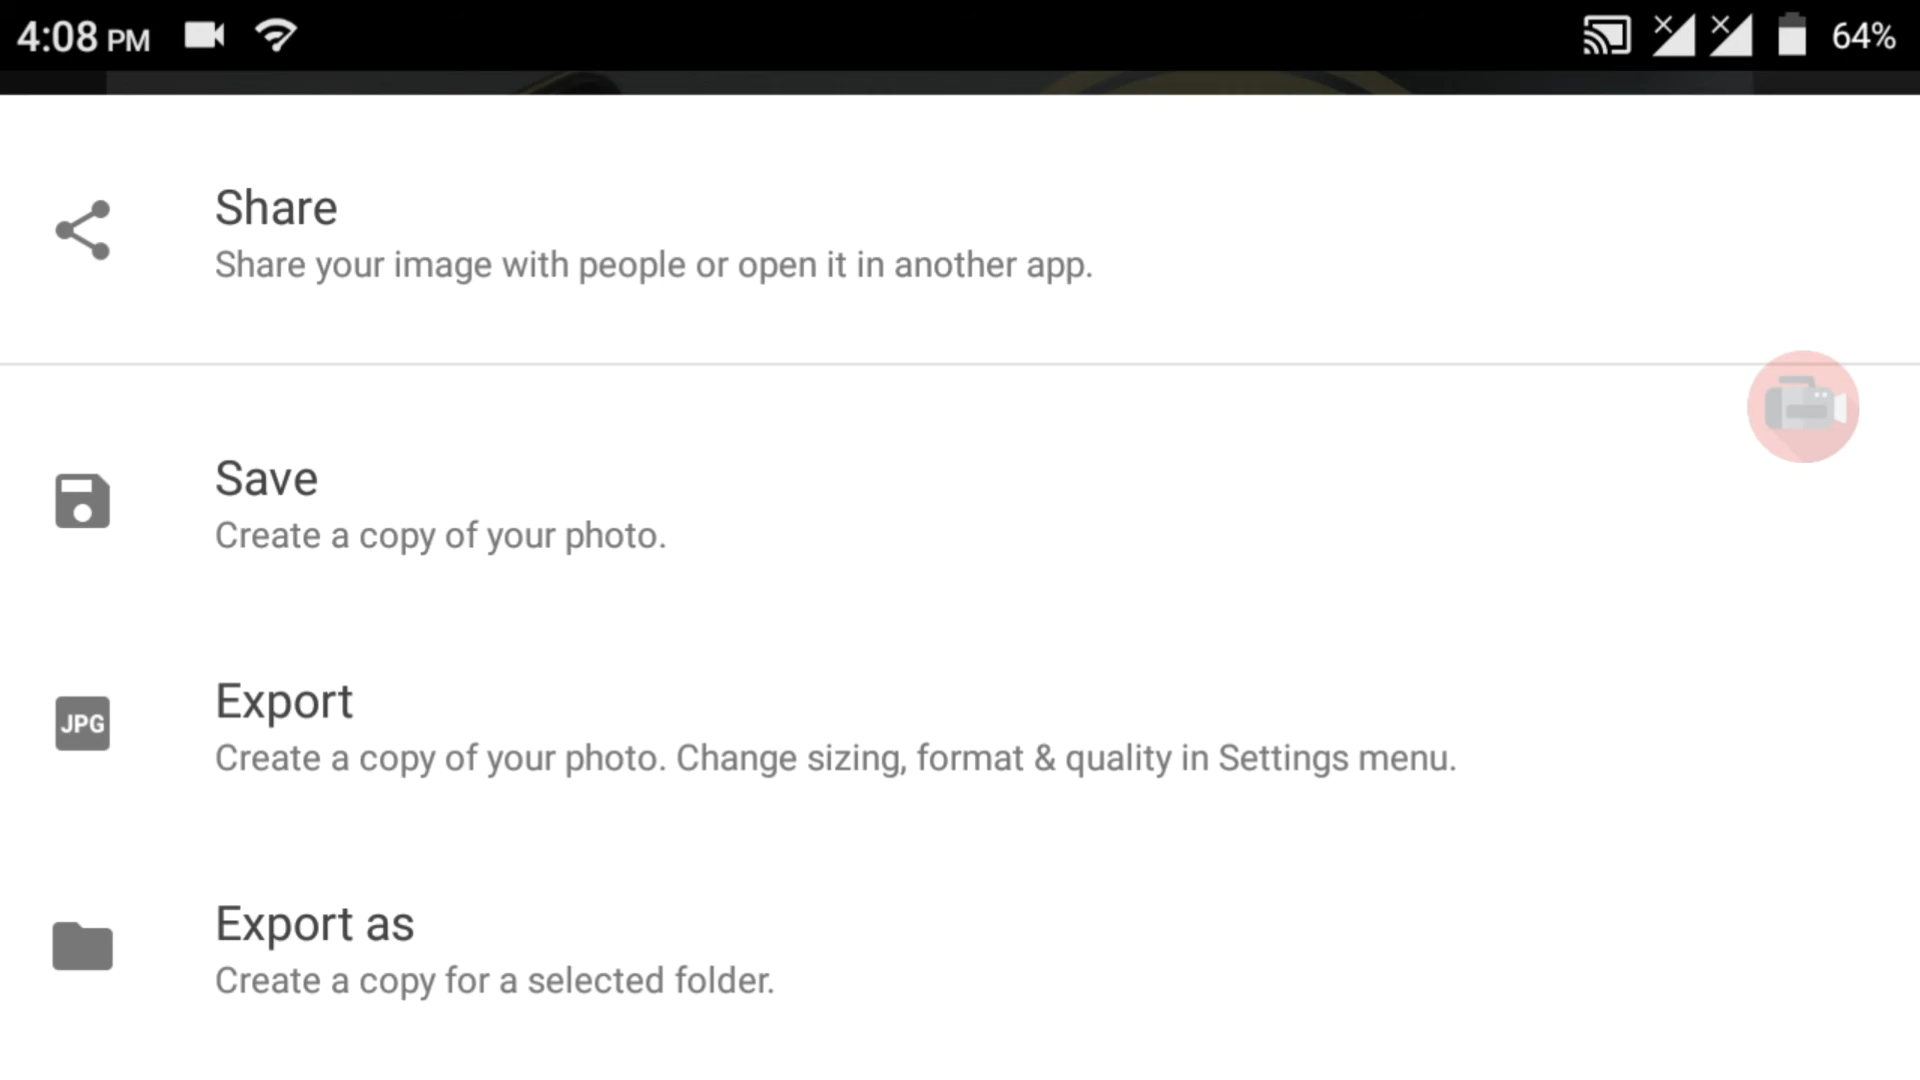 4:08 PM
64%
Share
Share your image with people or open it in another app.
Save
Create a copy of your photo.
JPG
Export
Create a copy of your photo. Change sizing, format & quality in Settings menu.
Export as
Create a copy for a selected folder.